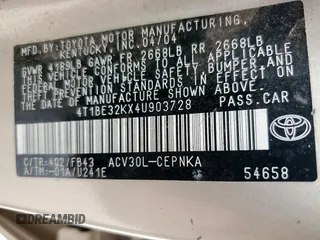 MFD.BY:TOYOTA MOTOR MANUFACTURING,
KENTUCKY,INC.04/04
GVWR 4189LB GAWR FR 2668LB RR 2668LB
THIS VEHICLE CONFORMS TO ALL APPLICABLE
FEDERAL MOTOR VEHICLE SAFETY, BUMPER, AND
THEFT PREVENTION STANDARDS IN EFFECT ON
THE DATE OF MANUFACTURE SHOWN ABOVE.
4T1BE32KX4U903728
PASS.CAR
C/TR:4Q2/FB43
ACV30L-CEPNKA
A/TM:-01A/U241E
TOYOTA
54658
AUTOBIDMASTER